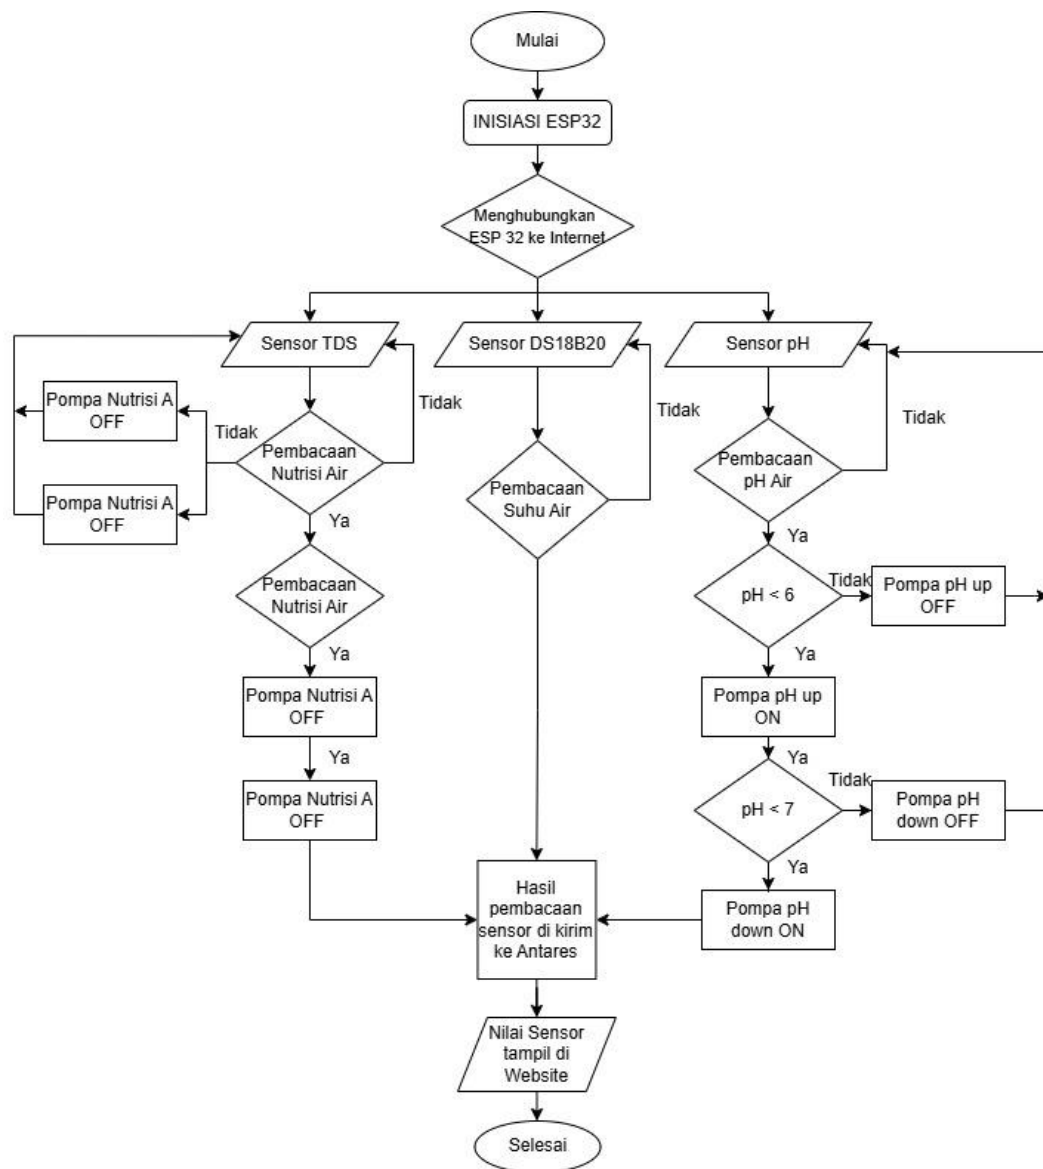 Mulai
INISIASI ESP32
Menghubungkan
ESP 32 ke Internet
Sensor TDS
Sensor DS18B20
Sensor pH
Pompa Nutrisi A
OFF
Tidak
Tidak
Tidak
Tidak
Pembacaan
Nutrisi Air
Pembacaan
Suhu Air
Pembacaan
pH Air
Pompa Nutrisi A
OFF
Ya
Ya
Pembacaan
Nutrisi Air
pH < 6
Tidak
Pompa pH up
OFF
Ya
Ya
Pompa Nutrisi A
OFF
Pompa pH up
ON
Ya
Ya
Pompa Nutrisi A
OFF
pH < 7
Tidak
Pompa pH
down OFF
Ya
Hasil
pembacaan
sensor di kirim
ke Antares
Pompa pH
down ON
Nilai Sensor
tampil di
Website
Selesai